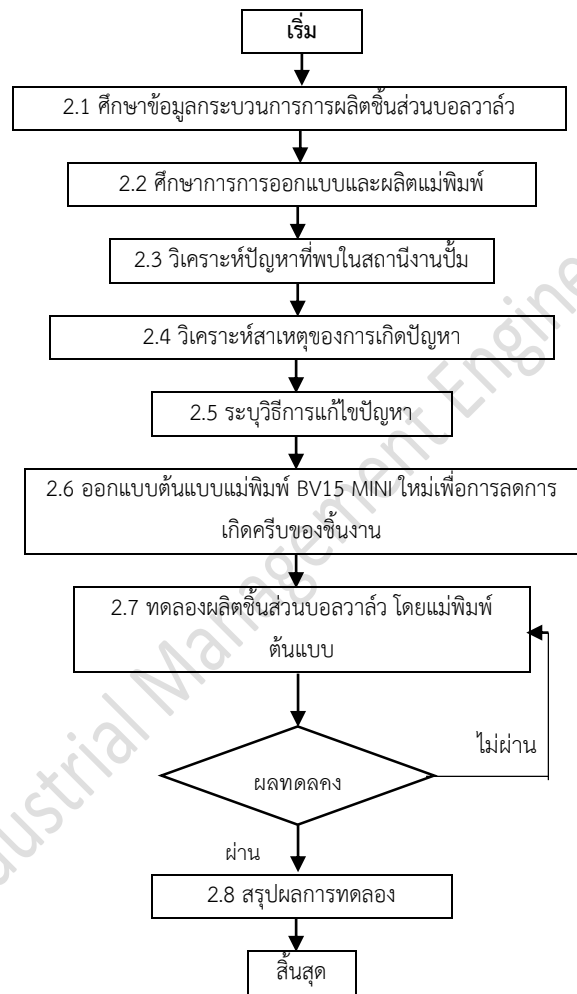 เริ่ม
2.1 ศึกษาข้อมูลกระบวนการการผลิตชิ้นส่วนบอลวาล์ว
2.2 ศึกษาการการออกแบบและผลิตแม่พิมพ์
2.3 วิเคราะห์ปัญหาที่พบในสถานีงานปั้ม
2.4 วิเคราะห์สาเหตุของการเกิดปัญหา
2.5 ระบุวิธีการแก้ไขปัญหา
2.6 ออกแบบต้นแบบแม่พิมพ์ BV15 MINI ใหม่เพื่อการลดการ
เกิดครีบของชิ้นงาน
2.7 ทดลองผลิตชิ้นส่วนบอลวาล์ว โดยแม่พิมพ์
ต้นแบบ
ไม่ผ่าน
ผลทดลคง
ผ่าน
2.8 สรุปผลการทดลอง
สิ้นสุด
dustrial Management Engine